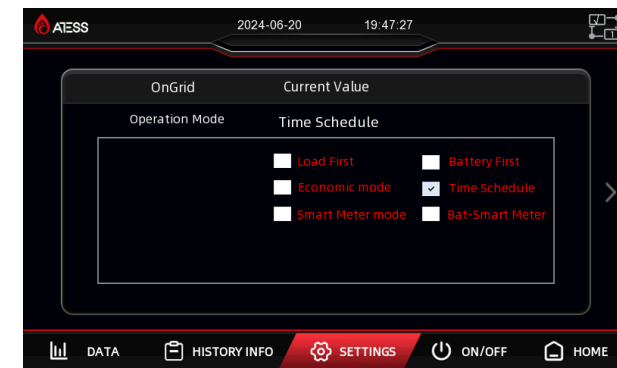 ATESS 2024-06-20 19:47:27
OnGrid Current Value
Operation Mode Time Schedule
Load First Battery First
Economic mode Time Schedule
Smart Meter mode Bat-Smart Meter
DATA HISTORY INFO SETTINGS ON/OFF HOME